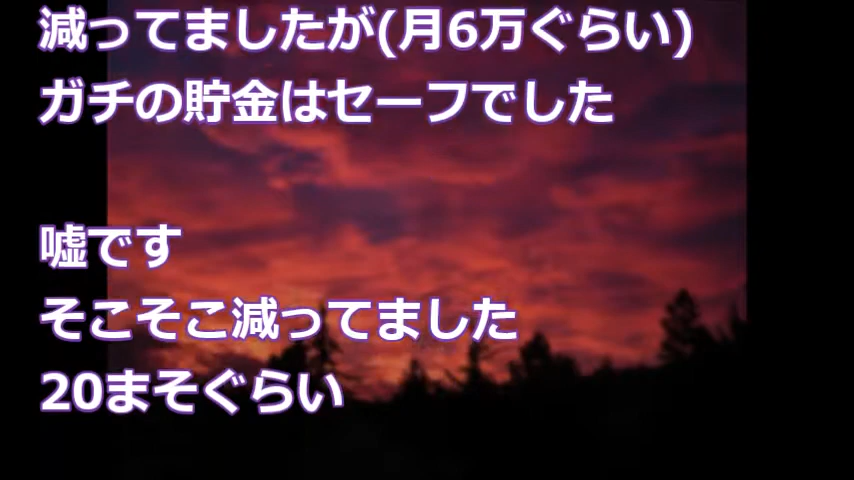 減ってましたが(月6万ぐらい)
ガチの貯金はセーフでした
嘘です
そこそこ減ってました
20まそぐらい